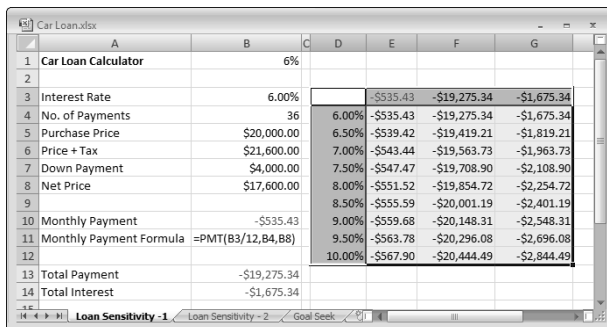 Car Loan.xlsx
A B C D E F G
1 Car Loan Calculator 6%
2
3 Interest Rate 6.00% -$535.43 -$19,275.34 -$1,675.34
4 No. of Payments 36 6.00% -$535.43 -$19,275.34 -$1,675.34
5 Purchase Price $20,000.00 6.50% -$539.42 -$19,419.21 -$1,819.21
6 Price + Tax $21,600.00 7.00% -$543.44 -$19,563.73 -$1,963.73
7 Down Payment $4,000.00 7.50% -$547.47 -$19,708.90 -$2,108.90
8 Net Price $17,600.00 8.00% -$551.52 -$19,854.72 -$2,254.72
9 8.50% -$555.59 -$20,001.19 -$2,401.19
10 Monthly Payment -$535.43 9.00% -$559.68 -$20,148.31 -$2,548.31
11 Monthly Payment Formula =PMT(B3/12,B4,B8) 9.50% -$563.78 -$20,296.08 -$2,696.08
12 10.00% -$567.90 -$20,444.49 -$2,844.49
13 Total Payment -$19,275.34
14 Total Interest -$1,675.34
Loan Sensitivity -1 Loan Sensitivity - 2 Goal Seek